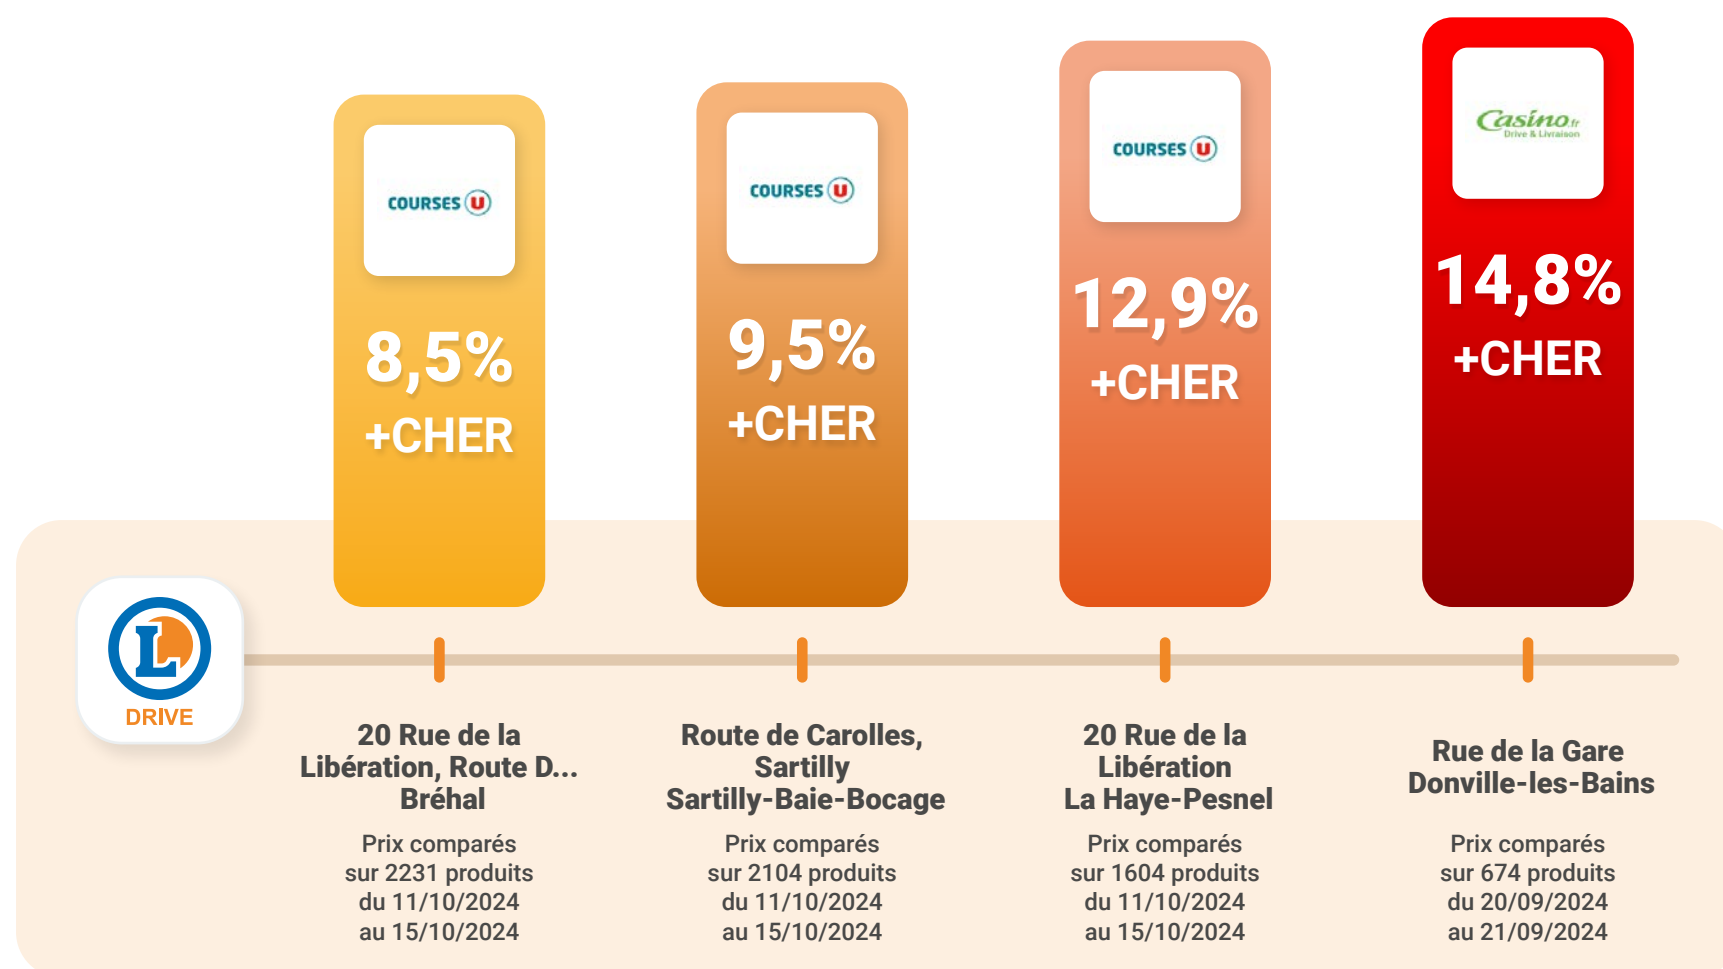 COURSES U
8,5%
+CHER
COURSES U
9,5%
+CHER
COURSES U
12,9%
+CHER
Casino.fr
Drive & Livraison
14,8%
+CHER
L
DRIVE
20 Rue de la
Libération, Route D...
Bréhal
Prix comparés
sur 2231 produits
du 11/10/2024
au 15/10/2024
Route de Carolles,
Sartilly
Sartilly-Baie-Bocage
Prix comparés
sur 2104 produits
du 11/10/2024
au 15/10/2024
20 Rue de la
Libération
La Haye-Pesnel
Prix comparés
sur 1604 produits
du 11/10/2024
au 15/10/2024
Rue de la Gare
Donville-les-Bains
Prix comparés
sur 674 produits
du 20/09/2024
au 21/09/2024